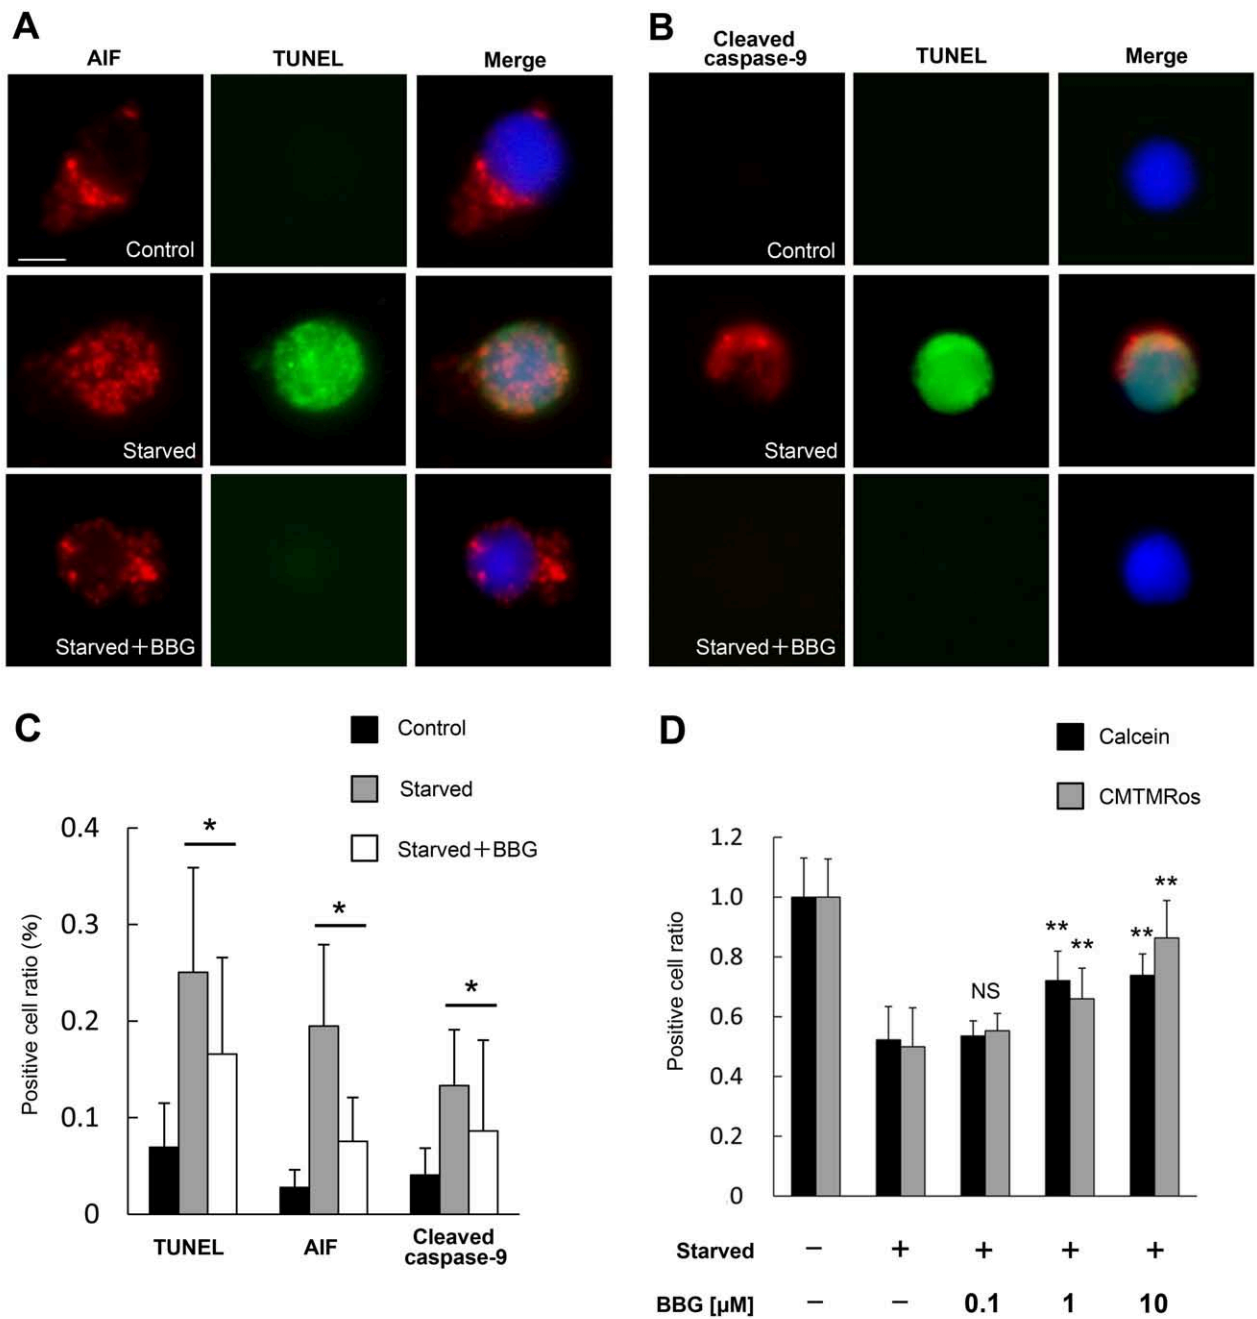 A
AIF TUNEL Merge
Control
Starved
Starved+BBG
B
Cleaved
caspase-9 TUNEL Merge
Control
Starved
Starved+BBG
C
Control
Starved
Starved+BBG
Positive cell ratio (%)
0.4
0.3
0.2
0.1
0
*
*
*
TUNEL AIF Cleaved
caspase-9
D
Calcein
CMTMRos
Positive cell ratio
1.2
1.0
0.8
0.6
0.4
0.2
0
NS
** **
** **
Starved − + + + +
BBG [µM] − − 0.1 1 10